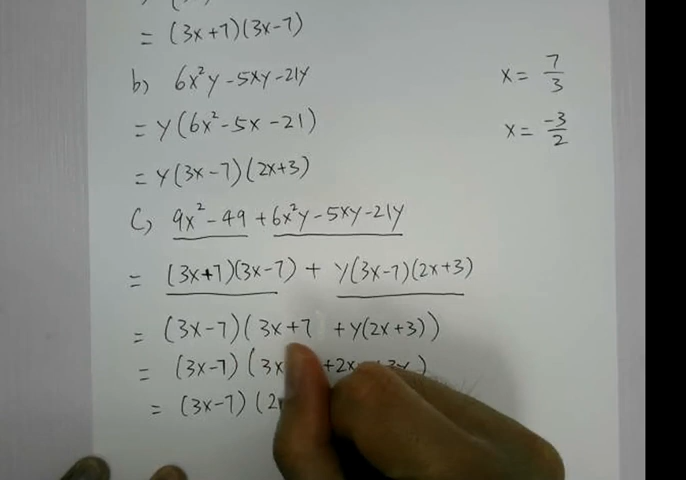 = (3x+7)(3x-7)
b) 6x²y - 5xy - 21y
= y(6x² - 5x - 21)
= y(3x-7)(2x+3)
x = 7/3
x = -3/2
c) 9x² - 49 + 6x²y - 5xy - 21y
= (3x+7)(3x-7) + y(3x-7)(2x+3)
= (3x-7)(3x+7 + y(2x+3))
= (3x-7)(3x +2x
= (3x-7)(2